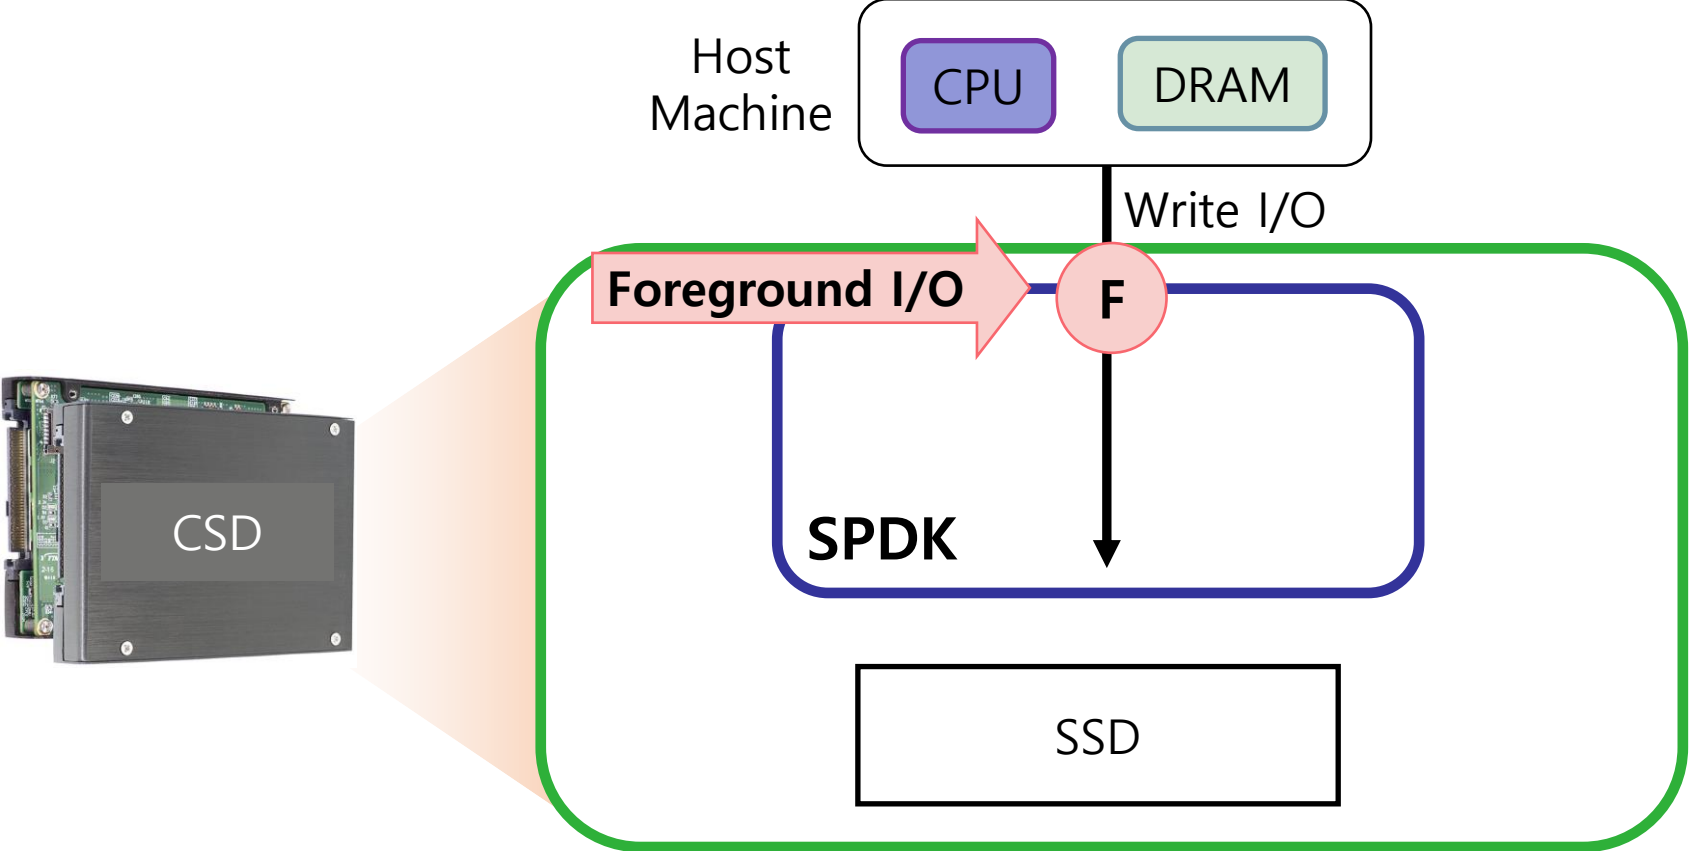 Host
Machine
CPU
DRAM
Write I/O
Foreground I/O
F
CSD
SPDK
SSD